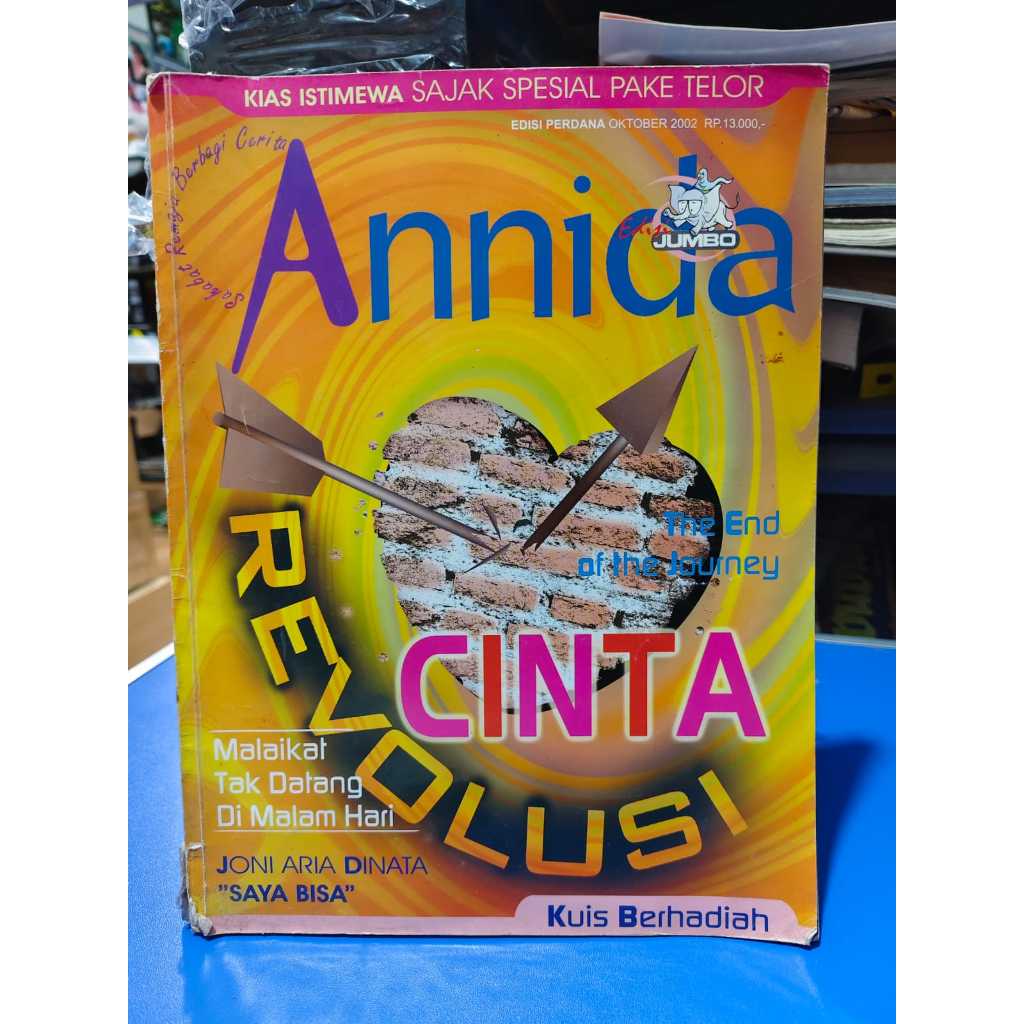 KIAS ISTIMEWA SAJAK SPESIAL PAKE TELOR
EDISI PERDANA OKTOBER 2002 RP.13.000,-
Sahabat Remaja Berbagi Cerita
Annida
Edisi
JUMBO
The End
of the Journey
REVOLUSI
CINTA
Malaikat
Tak Datang
Di Malam Hari
JONI ARIA DINATA
"SAYA BISA"
Kuis Berhadiah